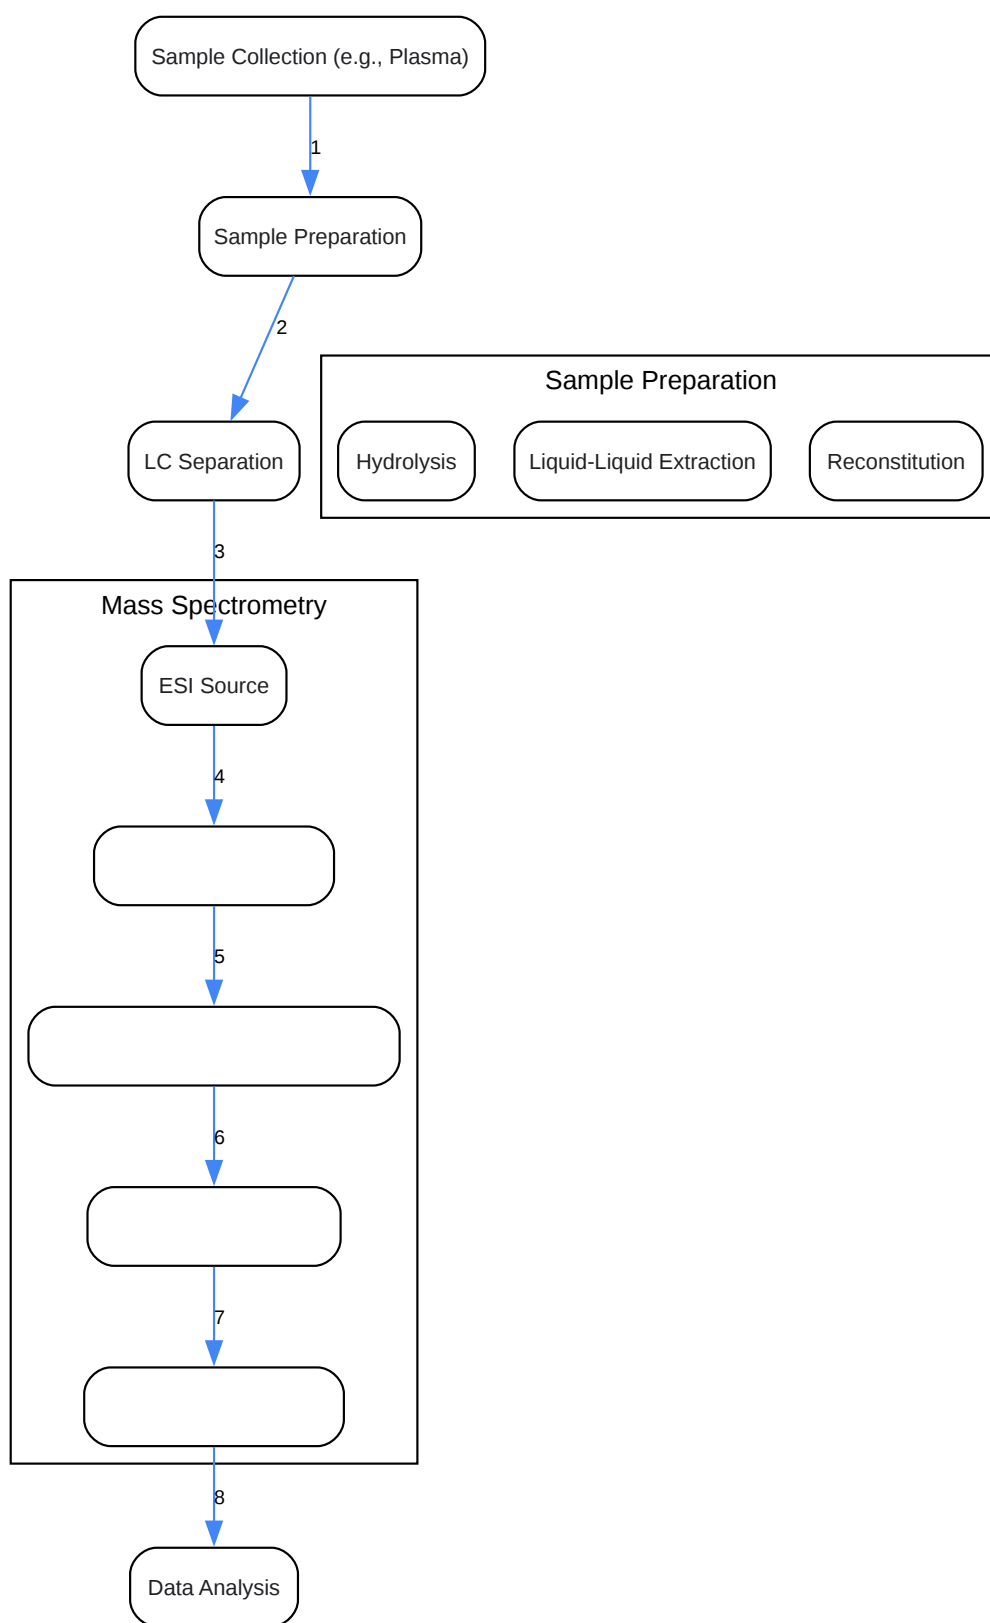 Sample Collection (e.g., Plasma)
1
Sample Preparation
2
Sample Preparation
LC Separation
Hydrolysis
Liquid-Liquid Extraction
Reconstitution
3
Mass Spectrometry
ESI Source
4
5
6
7
8
Data Analysis